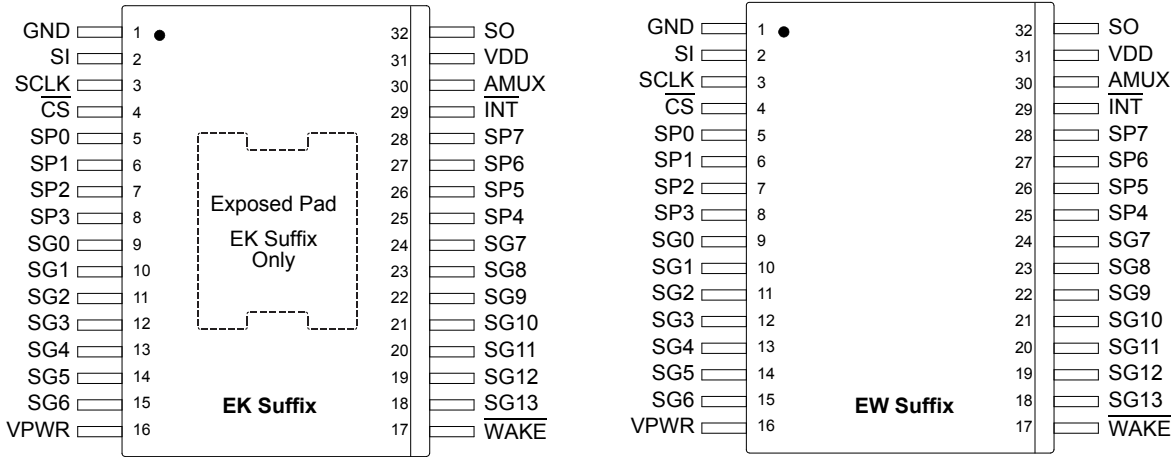 GND 1 32 SO
SI 2 31 VDD
SCLK 3 30 AMUX
CS 4 29 INT
SP0 5 28 SP7
SP1 6 27 SP6
SP2 7 26 SP5
SP3 8 25 SP4
SG0 9 24 SG7
SG1 10 23 SG8
SG2 11 22 SG9
SG3 12 21 SG10
SG4 13 20 SG11
SG5 14 19 SG12
SG6 15 18 SG13
VPWR 16 17 WAKE
Exposed Pad
EK Suffix
Only
EK Suffix
GND 1 32 SO
SI 2 31 VDD
SCLK 3 30 AMUX
CS 4 29 INT
SP0 5 28 SP7
SP1 6 27 SP6
SP2 7 26 SP5
SP3 8 25 SP4
SG0 9 24 SG7
SG1 10 23 SG8
SG2 11 22 SG9
SG3 12 21 SG10
SG4 13 20 SG11
SG5 14 19 SG12
SG6 15 18 SG13
VPWR 16 17 WAKE
EW Suffix